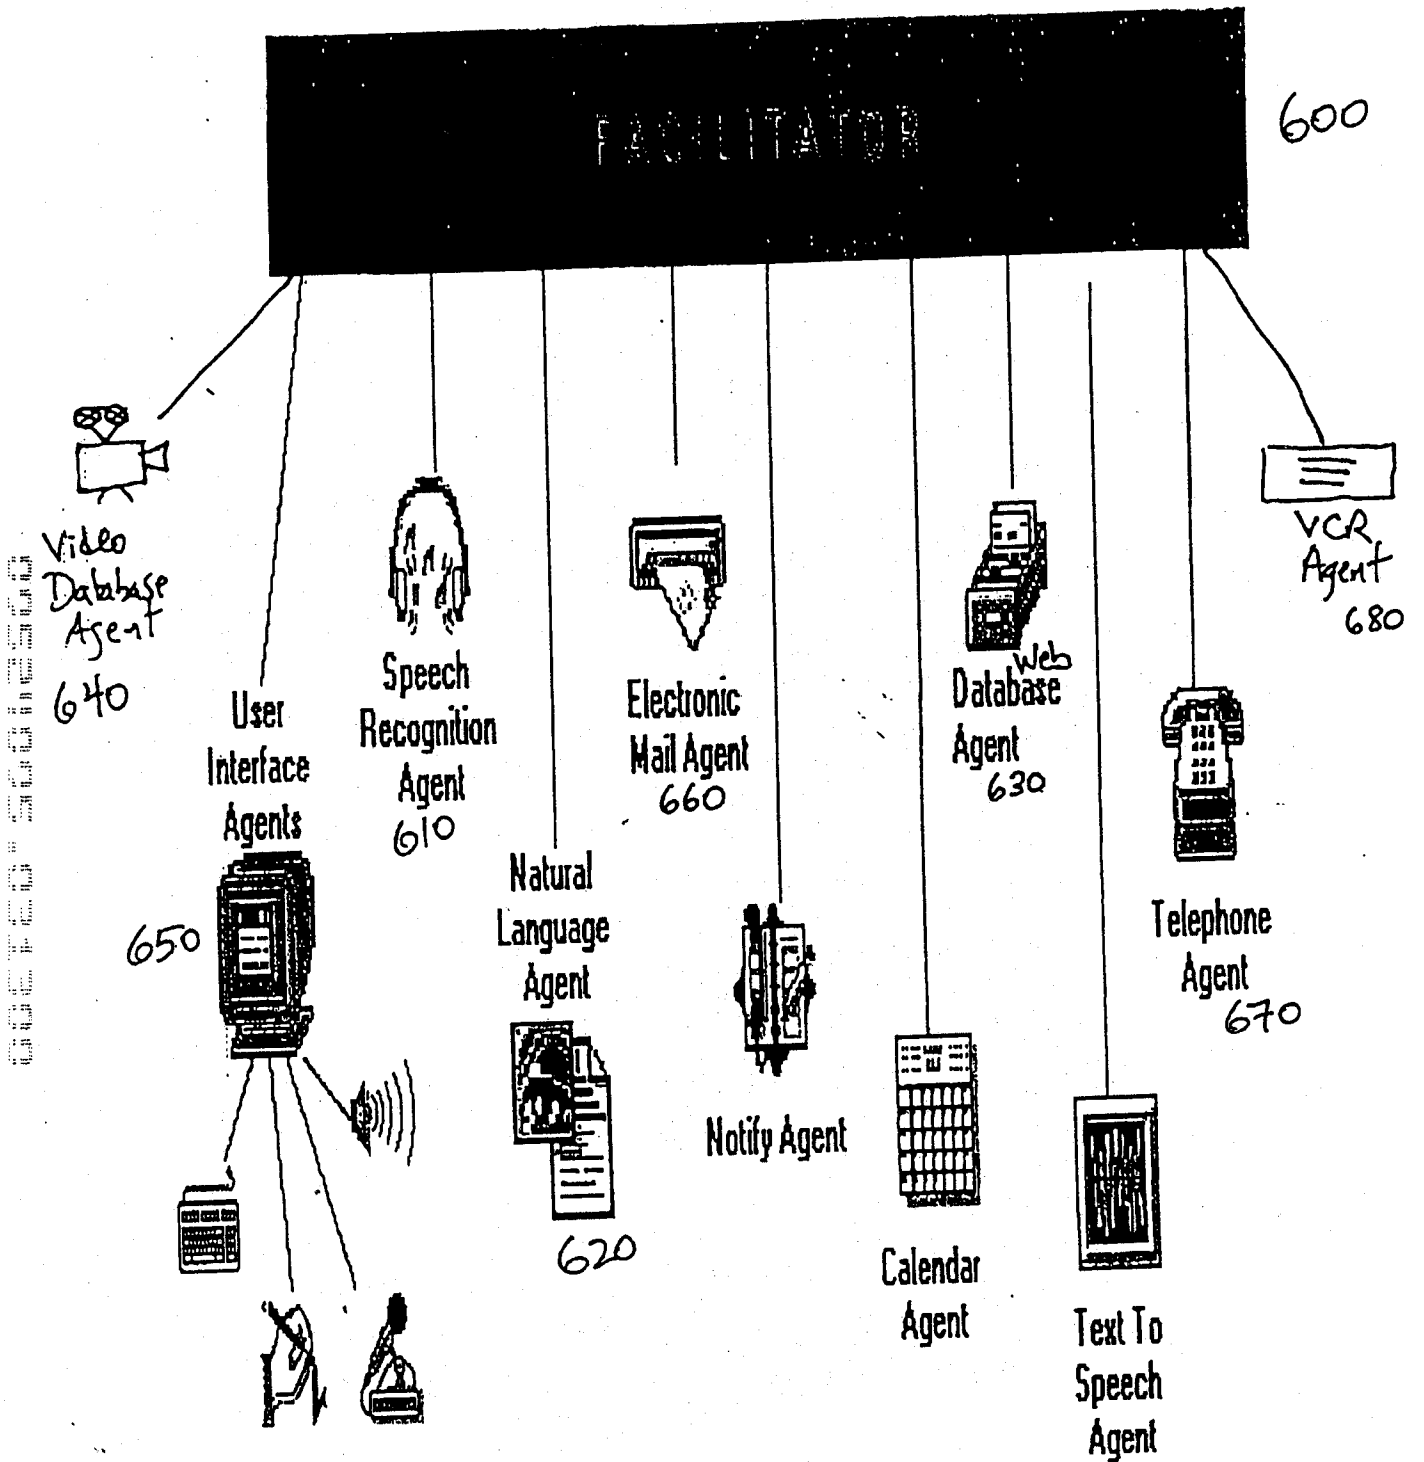 FACILITATOR
600
Video
Database
Agent
640
User
Interface
Agents
650
Speech
Recognition
Agent
610
Natural
Language
Agent
620
Electronic
Mail Agent
660
Notify Agent
Calendar
Agent
Web
Database
Agent
630
Text To
Speech
Agent
Telephone
Agent
670
VCR
Agent
680